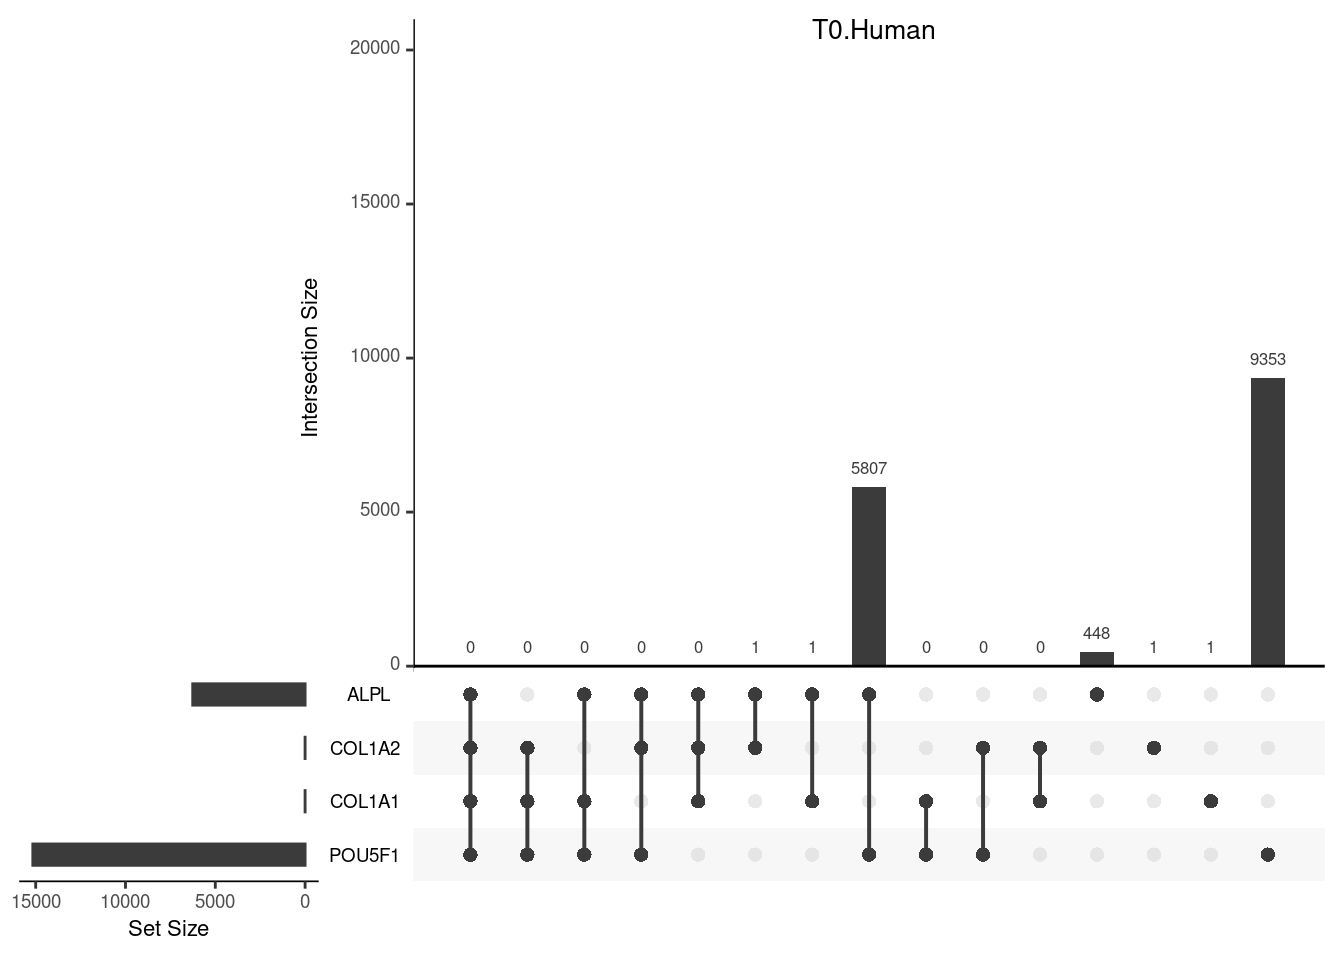 T0.Human
20000
15000
10000
5000
0
Intersection Size
0 0 0 0 0 1 1 5807 0 0 0 448 1 1 9353
ALPL
COL1A2
COL1A1
POU5F1
15000 10000 5000 0
Set Size